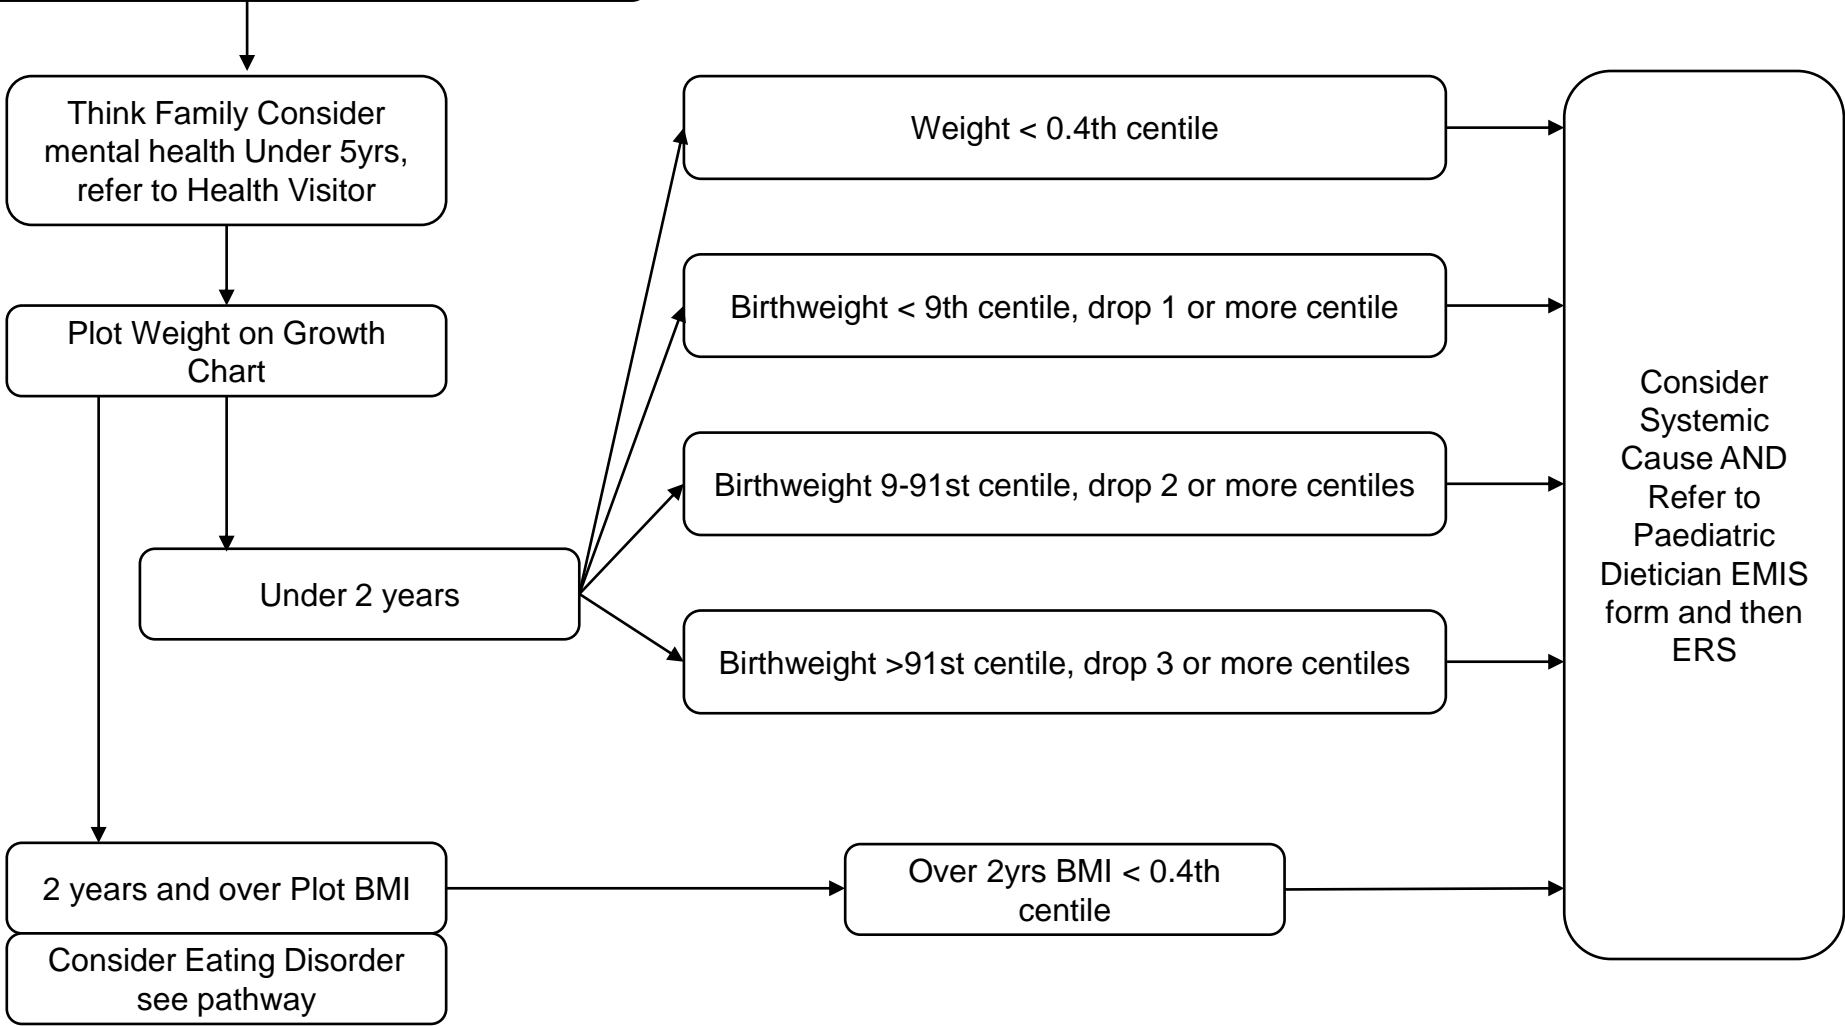 Think Family Consider
mental health Under 5yrs,
refer to Health Visitor
Plot Weight on Growth
Chart
Under 2 years
Weight < 0.4th centile
Birthweight < 9th centile, drop 1 or more centile
Birthweight 9-91st centile, drop 2 or more centiles
Birthweight >91st centile, drop 3 or more centiles
2 years and over Plot BMI
Consider Eating Disorder
see pathway
Over 2yrs BMI < 0.4th
centile
Consider
Systemic
Cause AND
Refer to
Paediatric
Dietician EMIS
form and then
ERS